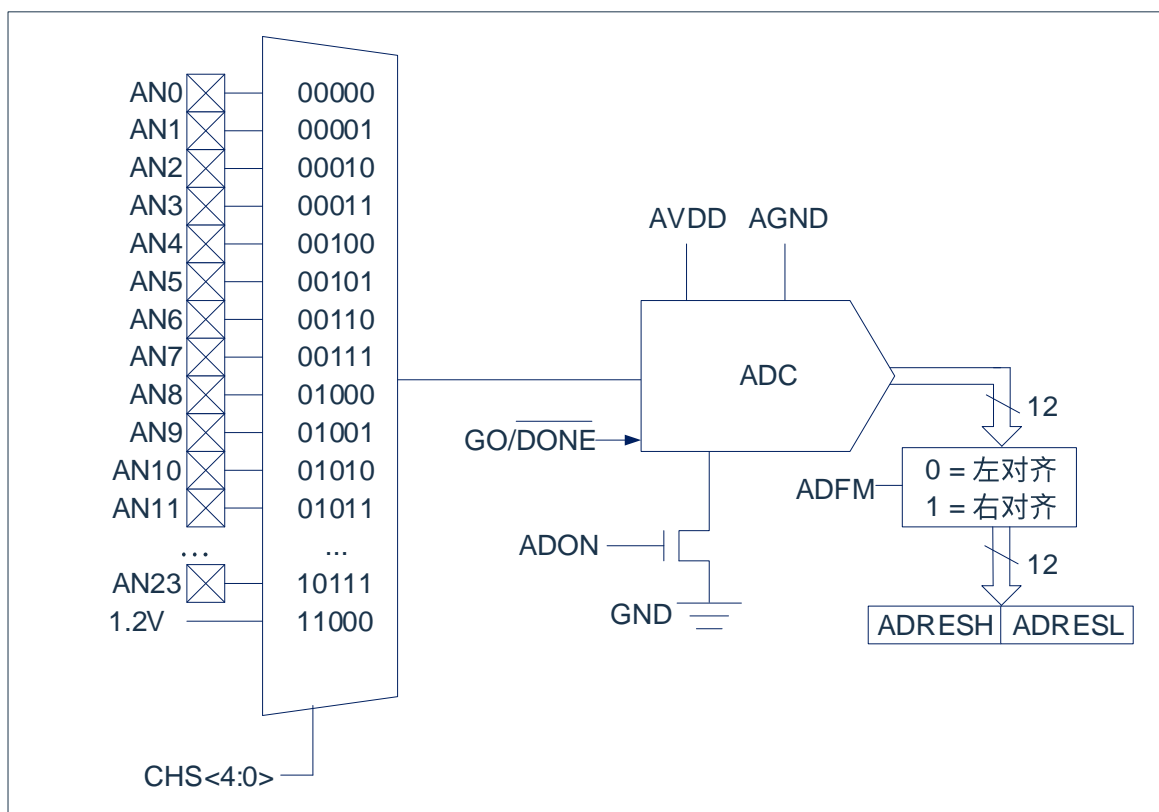 AN0 00000
AN1 00001
AN2 00010
AN3 00011
AN4 00100
AN5 00101
AN6 00110
AN7 00111
AN8 01000
AN9 01001
AN10 01010
AN11 01011
... ...
AN23 10111
1.2V 11000
CHS<4:0>
AVDD AGND
ADC
GO/DONE
ADON
GND
12
ADFM
0 = 左对齐
1 = 右对齐
12
ADRESH ADRESL